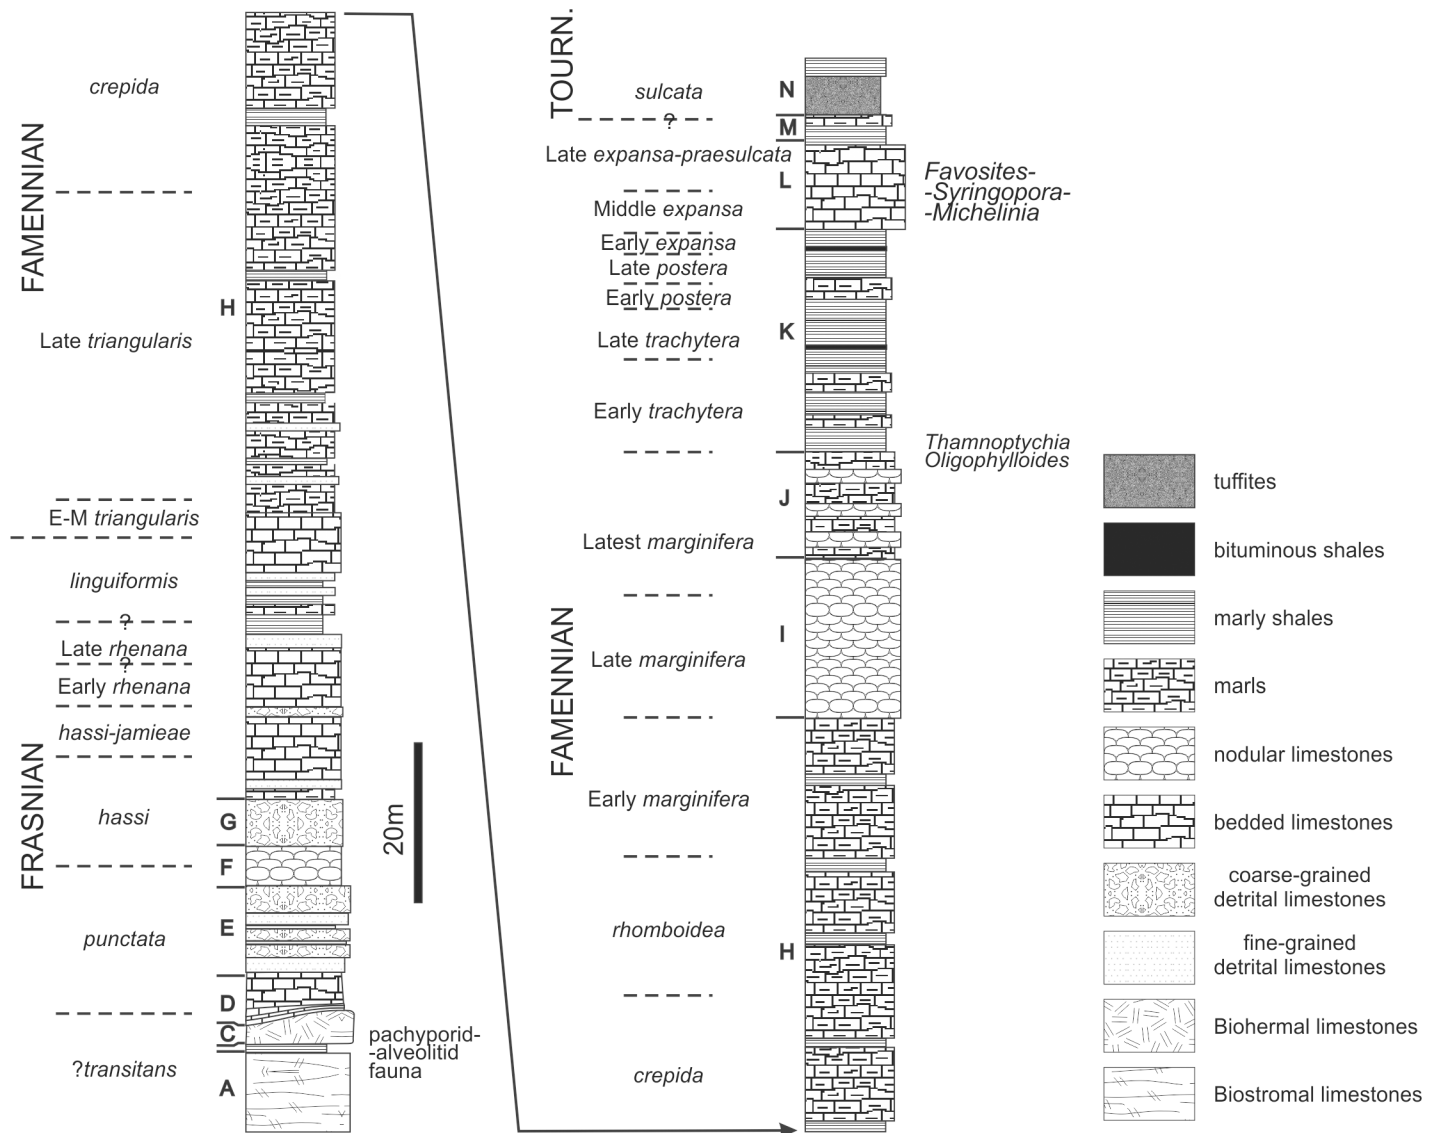 crepida
FAMENNIAN
H
Late triangularis
E-M triangularis
linguiformis
?
Late rhenana
?
Early rhenana
hassi-jamieae
FRASNIAN
hassi
G
F
punctata
E
D
C
?transitans
A
pachyporid-
-alveolitid
fauna
20m
TOURN.
sulcata
?
N
M
Late expansa-praesulcata
L
Favosites-
-Syringopora-
-Michelinia
Middle expansa
Early expansa
Late postera
Early postera
K
Late trachytera
Early trachytera
Thamnoptychia
Oligophylloides
J
Latest marginifera
FAMENNIAN
I
Late marginifera
Early marginifera
rhomboidea
H
crepida
tuffites
bituminous shales
marly shales
marls
nodular limestones
bedded limestones
coarse-grained
detrital limestones
fine-grained
detrital limestones
Biohermal limestones
Biostromal limestones